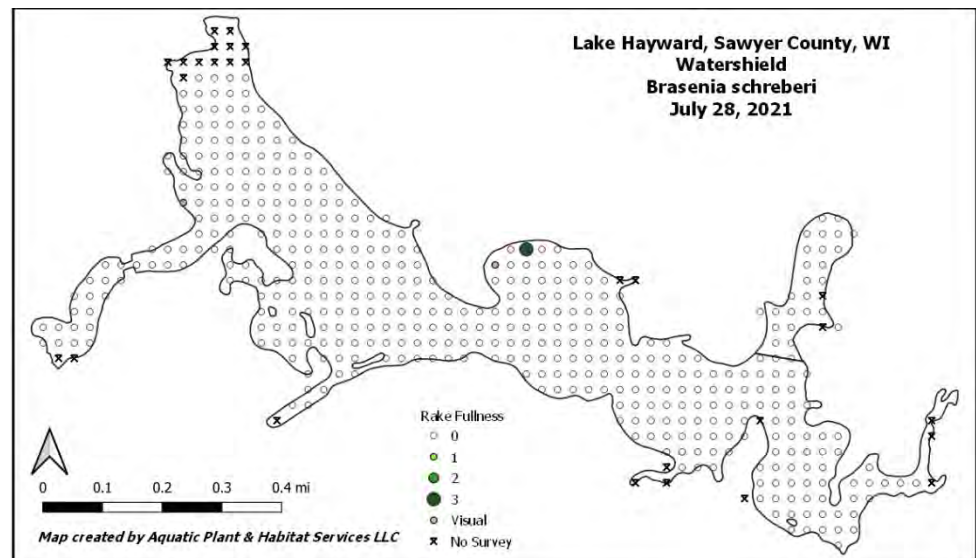 Lake Hayward, Sawyer County, WI
Watershield
Brasenia schreberi
July 28, 2021
Rake Fullness
0
1
2
3
Visual
No Survey
0 0.1 0.2 0.3 0.4 mi
Map created by Aquatic Plant & Habitat Services LLC